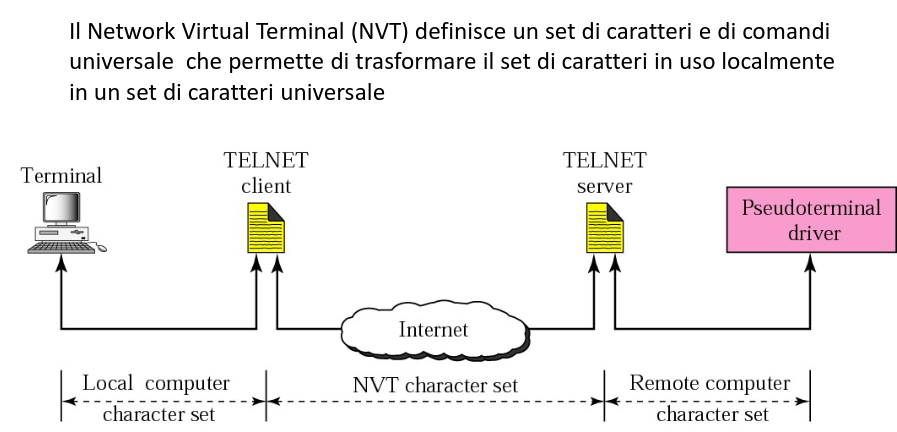 Il Network Virtual Terminal (NVT) definisce un set di caratteri e di comandi
universale  che permette di trasformare il set di caratteri in uso localmente
in un set di caratteri universale
Terminal
TELNET
client
TELNET
server
Pseudoterminal
driver
Internet
Local computer
character set
NVT character set
Remote computer
character set